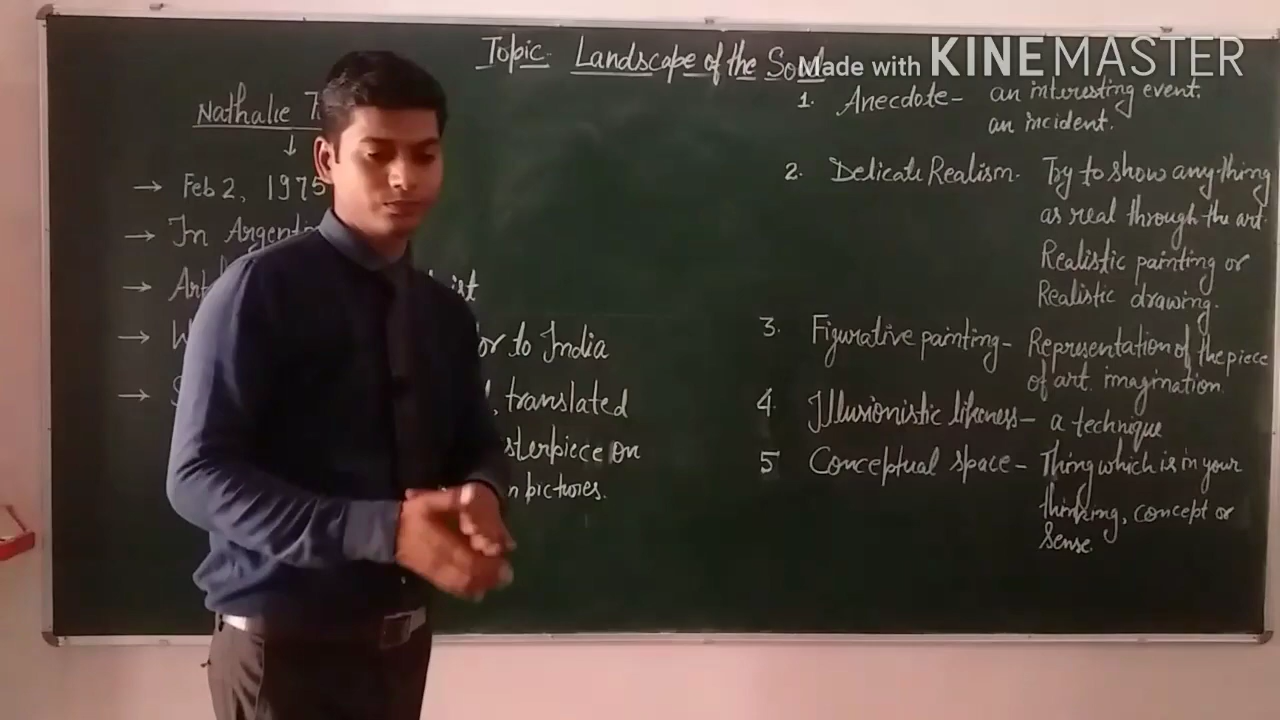 Topic: Landscape of the Soul
Made with KINEMASTER
Nathalie
↓
→ Feb 2, 1975
→ In Argenti
→ Art ist
→ W or to India
→ S , translated
sterpiece on
n pictures.
1. Anecdote - an interesting event.
an incident.
2. Delicate Realism. Try to show anything
as real through the art.
Realistic painting or
Realistic drawing.
3. Figurative painting - Representation of the piece
of art. imagination.
4. Illusionistic likeness - a technique
5 Conceptual space - Thing which is in your
thinking, concept or
sense.